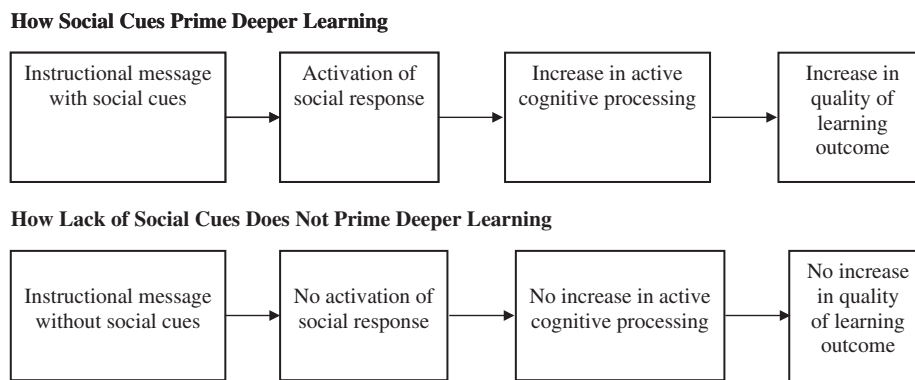 How Social Cues Prime Deeper Learning
Instructional message
with social cues
Activation of
social response
Increase in active
cognitive processing
Increase in
quality of
learning
outcome
How Lack of Social Cues Does Not Prime Deeper Learning
Instructional message
without social cues
No activation of
social response
No increase in active
cognitive processing
No increase
in quality
of learning
outcome